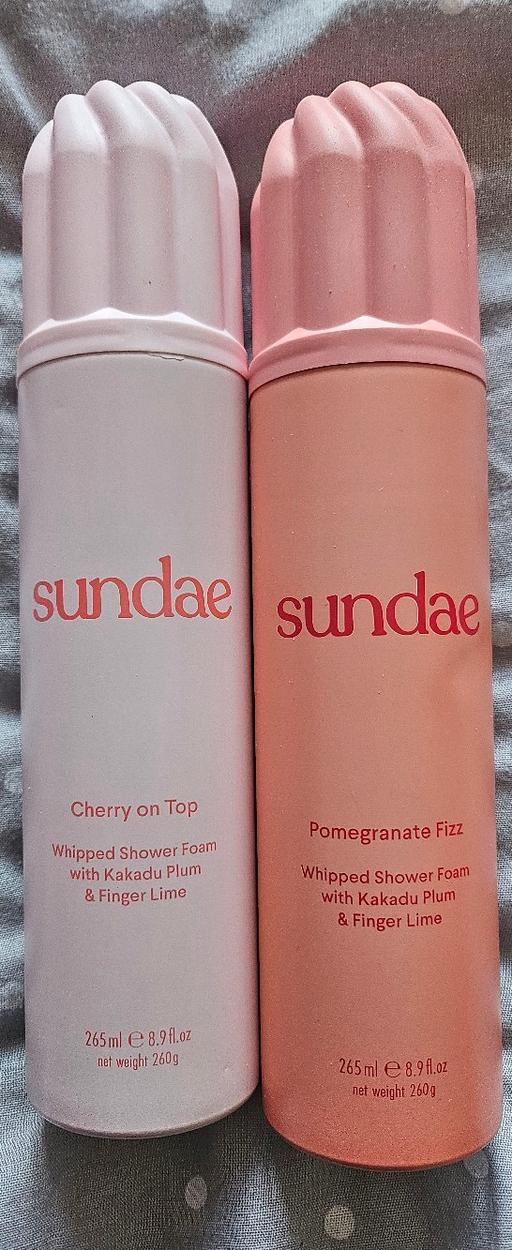 sundae
Cherry on Top
Whipped Shower Foam
with Kakadu Plum
& Finger Lime
265ml ℮ 8.9fl.oz
net weight 260g
sundae
Pomegranate Fizz
Whipped Shower Foam
with Kakadu Plum
& Finger Lime
265ml ℮ 8.9fl.oz
net weight 260g